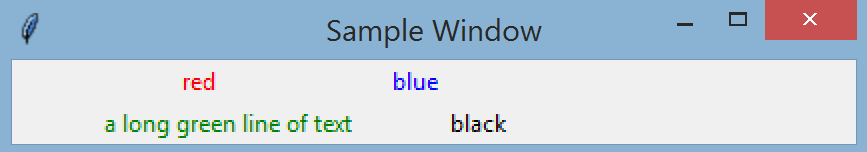 Sample Window
red blue
a long green line of text black